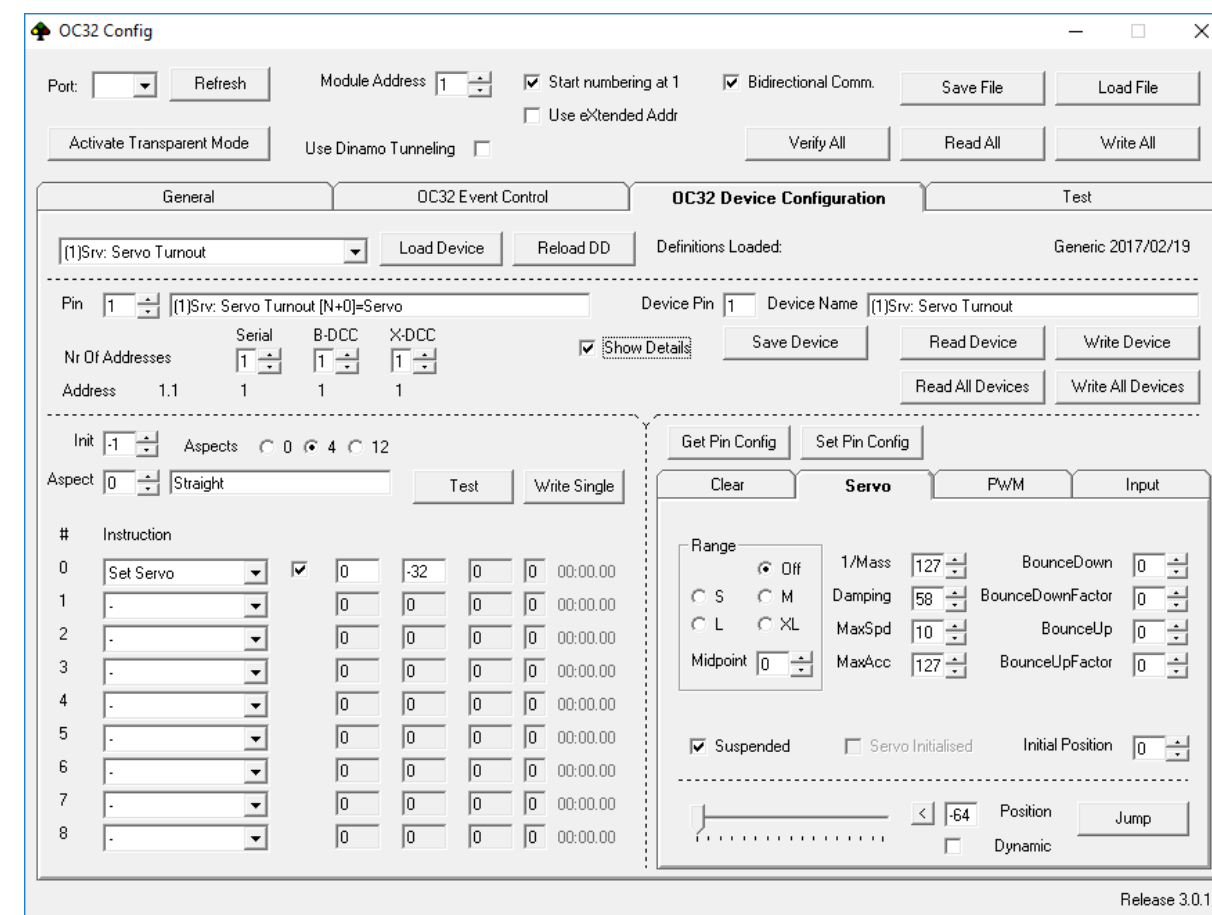 OC32 Config
Port: Refresh Module Address 1 Start numbering at 1 Bidirectional Comm. Save File Load File
Use eXtended Addr
Activate Transparent Mode Use Dinamo Tunneling Verify All Read All Write All
General OC32 Event Control OC32 Device Configuration Test
(1)Srv: Servo Turnout Load Device Reload DD Definitions Loaded: Generic 2017/02/19
Pin 1 (1)Srv: Servo Turnout [N+0]=Servo Device Pin 1 Device Name (1)Srv: Servo Turnout
Serial B-DCC X-DCC
Nr Of Addresses 1 1 1 Show Details Save Device Read Device Write Device
Address 1.1 1 1 1 Read All Devices Write All Devices
Init -1 Aspects 0 4 12 Get Pin Config Set Pin Config
Aspect 0 Straight Test Write Single
Clear Servo PWM Input
# Instruction
0 Set Servo 0 -32 0 0 00:00.00
1 - 0 0 0 0 00:00.00
2 - 0 0 0 0 00:00.00
3 - 0 0 0 0 00:00.00
4 - 0 0 0 0 00:00.00
5 - 0 0 0 0 00:00.00
6 - 0 0 0 0 00:00.00
7 - 0 0 0 0 00:00.00
8 - 0 0 0 0 00:00.00
Range
Off 1/Mass 127 BounceDown 0
S M Damping 58 BounceDownFactor 0
L XL MaxSpd 10 BounceUp 0
Midpoint 0 MaxAcc 127 BounceUpFactor 0
Suspended Servo Initialised Initial Position 0
< -64 Position Jump
Dynamic
Release 3.0.1